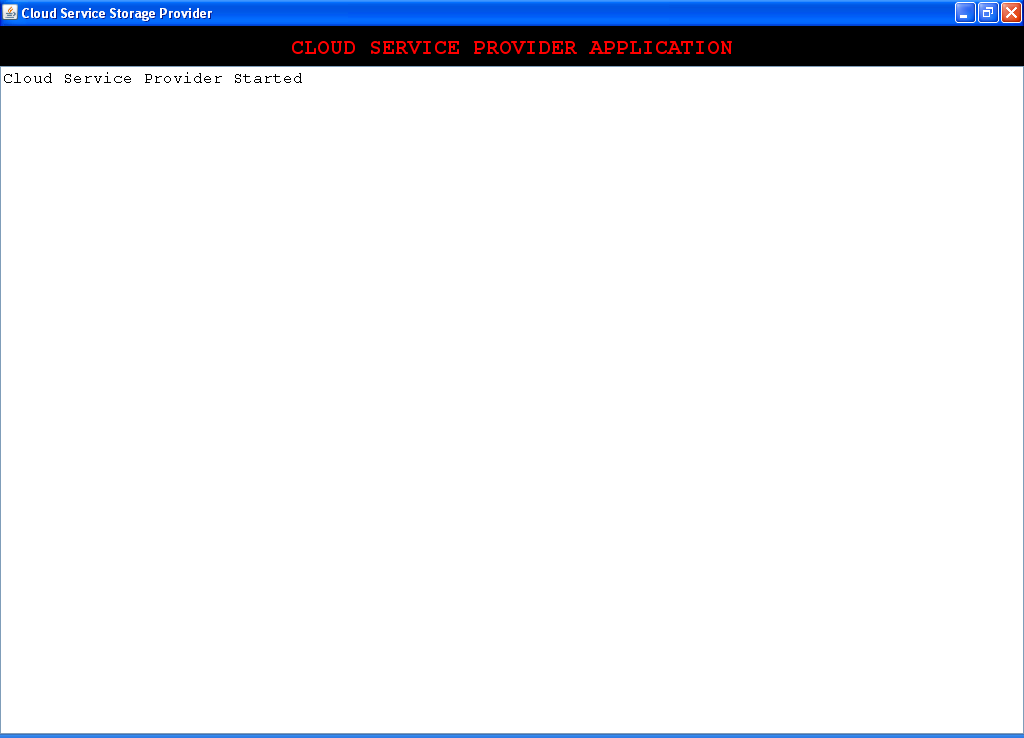 Cloud Service Storage Provider
CLOUD SERVICE PROVIDER APPLICATION
Cloud Service Provider Started